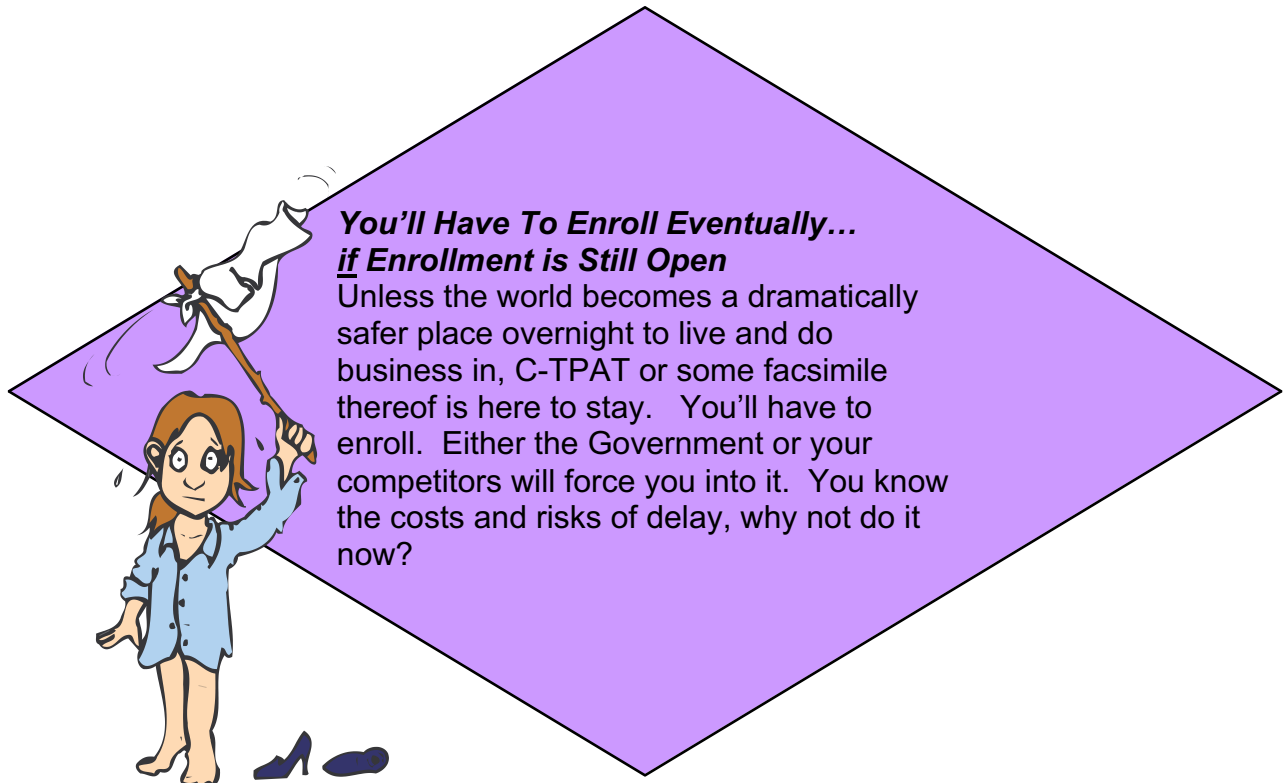 You’ll Have To Enroll Eventually…
if Enrollment is Still Open
Unless the world becomes a dramatically
safer place overnight to live and do
business in, C-TPAT or some facsimile
thereof is here to stay.   You’ll have to
enroll.  Either the Government or your
competitors will force you into it.  You know
the costs and risks of delay, why not do it
now?